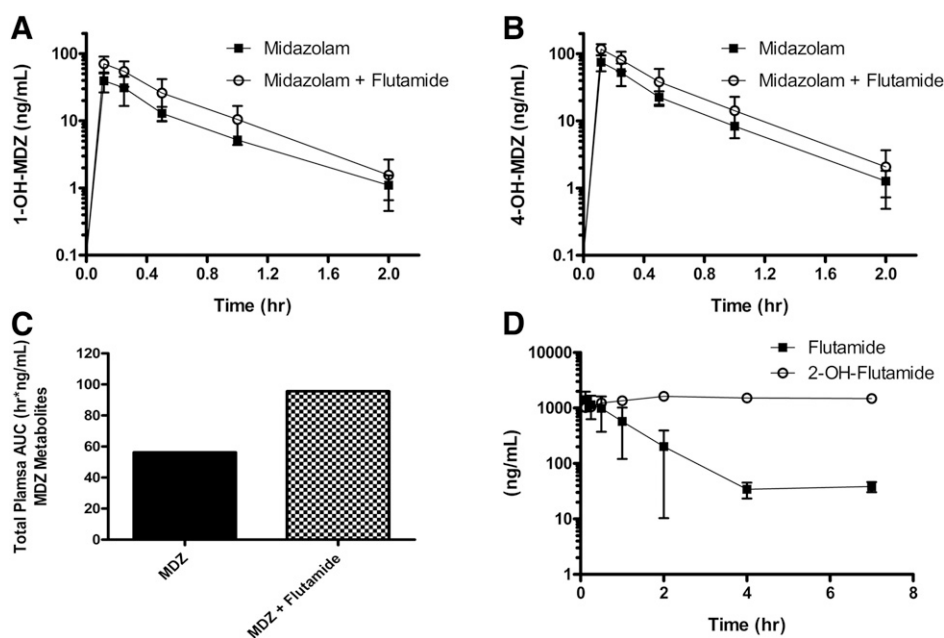 A
1-OH-MDZ (ng/mL)
100
10
1
0.1
Midazolam
Midazolam + Flutamide
0.0 0.4 0.8 1.2 1.6 2.0
Time (hr)
B
4-OH-MDZ (ng/mL)
100
10
1
0.1
Midazolam
Midazolam + Flutamide
0.0 0.4 0.8 1.2 1.6 2.0
Time (hr)
C
Total Plamsa AUC (hr*ng/mL)
MDZ Metabolites
120
100
80
60
40
20
0
MDZ
MDZ + Flutamide
D
(ng/mL)
10000
1000
100
10
1
Flutamide
2-OH-Flutamide
0 2 4 6 8
Time (hr)